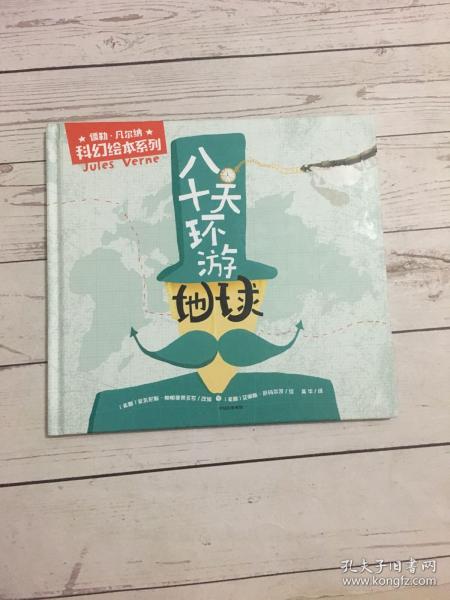 儒勒·凡尔纳
科幻绘本系列
Jules Verne
八
十天
环
游
地球
孔夫子旧书网
www.kongfz.com